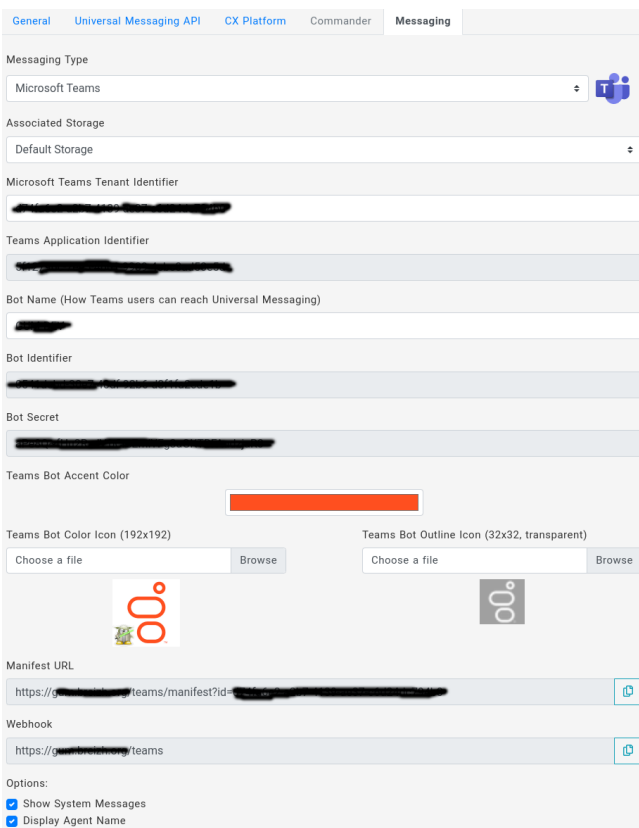 General Universal Messaging API CX Platform Commander Messaging
Messaging Type
Microsoft Teams
T
Associated Storage
Default Storage
Microsoft Teams Tenant Identifier
Teams Application Identifier
Bot Name (How Teams users can reach Universal Messaging)
Bot Identifier
Bot Secret
Teams Bot Accent Color
Teams Bot Color Icon (192x192) Teams Bot Outline Icon (32x32, transparent)
Choose a file Browse Choose a file Browse
Manifest URL
https://g /teams/manifest?id=
Webhook
https://g /teams
Options:
Show System Messages
Display Agent Name